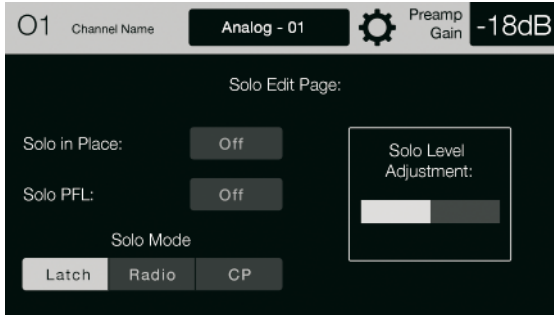 01 Channel Name Analog - 01 Preamp Gain -18dB
Solo Edit Page:
Solo in Place: Off
Solo PFL: Off
Solo Mode
Latch Radio CP
Solo Level
Adjustment: